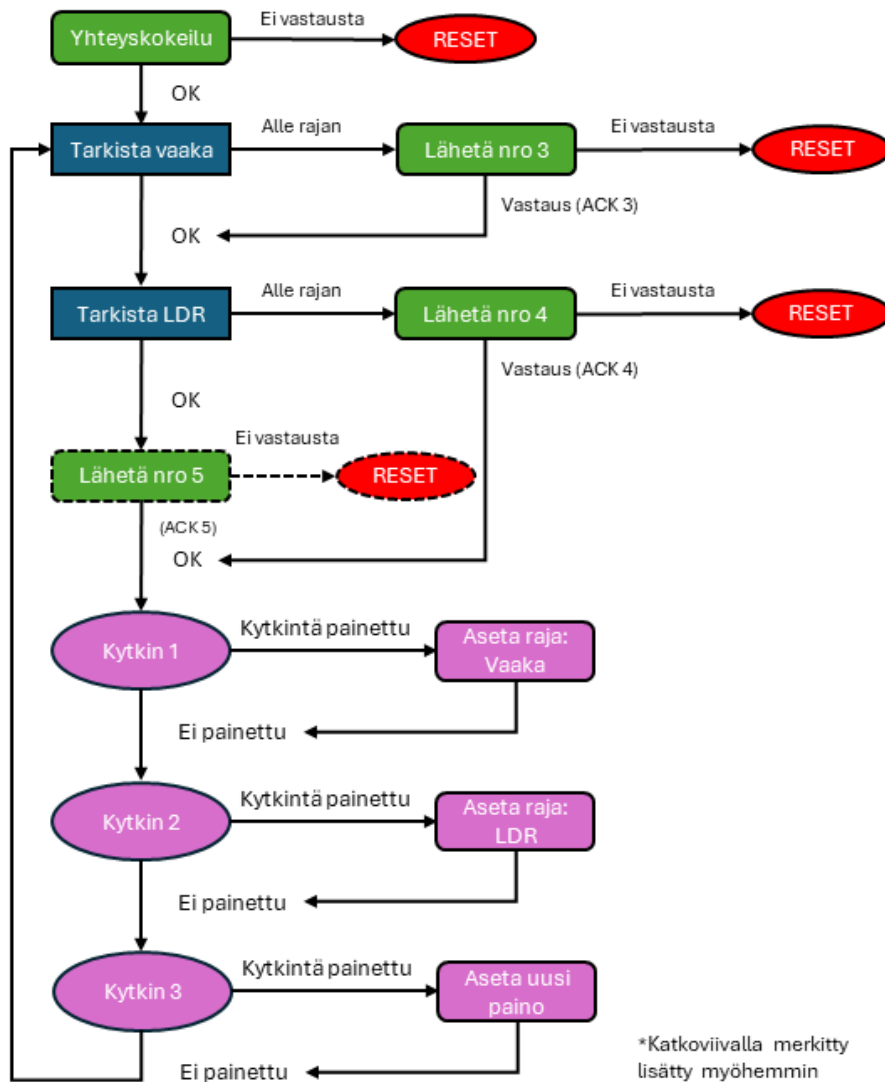 Yhteyskokeilu
Ei vastausta
RESET
OK
Tarkista vaaka
Alle rajan
Lähetä nro 3
Ei vastausta
RESET
Vastaus (ACK 3)
OK
Tarkista LDR
Alle rajan
Lähetä nro 4
Ei vastausta
RESET
Vastaus (ACK 4)
OK
Lähetä nro 5
Ei vastausta
RESET
(ACK 5)
OK
Kytkin 1
Kytkintä painettu
Aseta raja:
Vaaka
Ei painettu
Kytkin 2
Kytkintä painettu
Aseta raja:
LDR
Ei painettu
Kytkin 3
Kytkintä painettu
Aseta uusi
paino
Ei painettu
*Katkoviivalla merkitty
lisätty myöhemmin